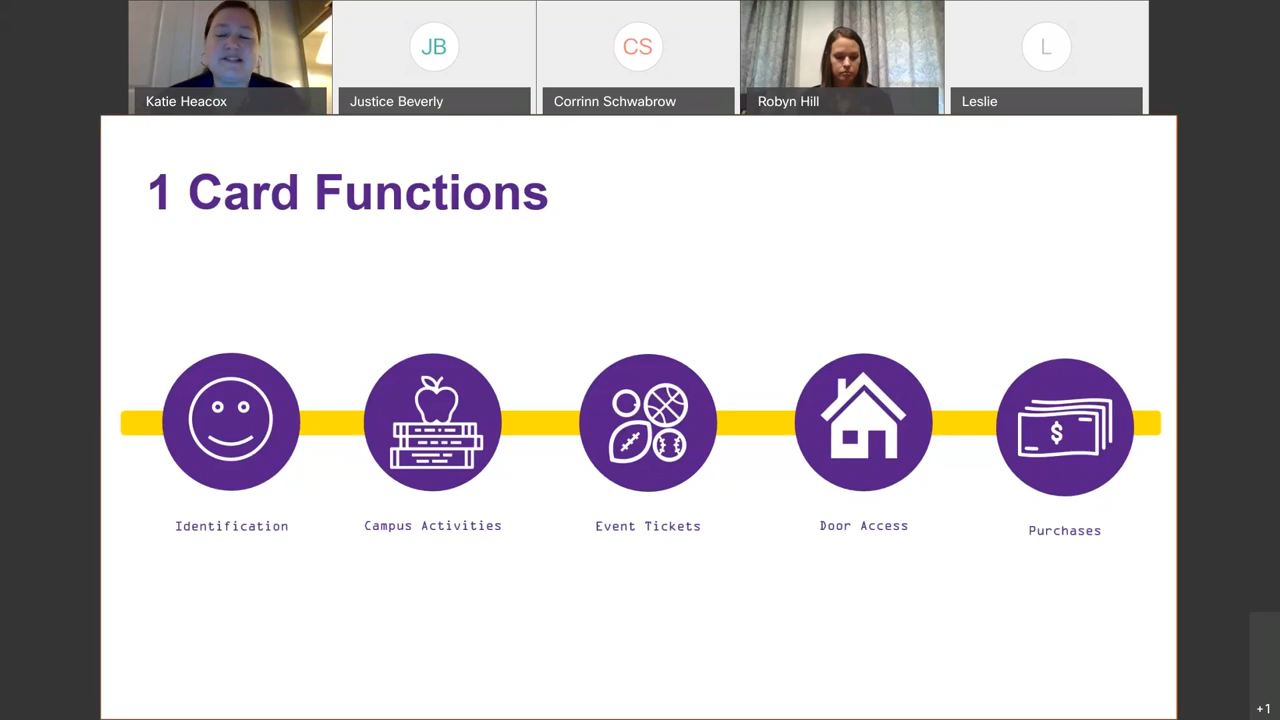 JB
CS
L
Katie Heacox
Justice Beverly
Corrinn Schwabrow
Robyn Hill
Leslie
1 Card Functions
$
Identification
Campus Activities
Event Tickets
Door Access
Purchases
+1